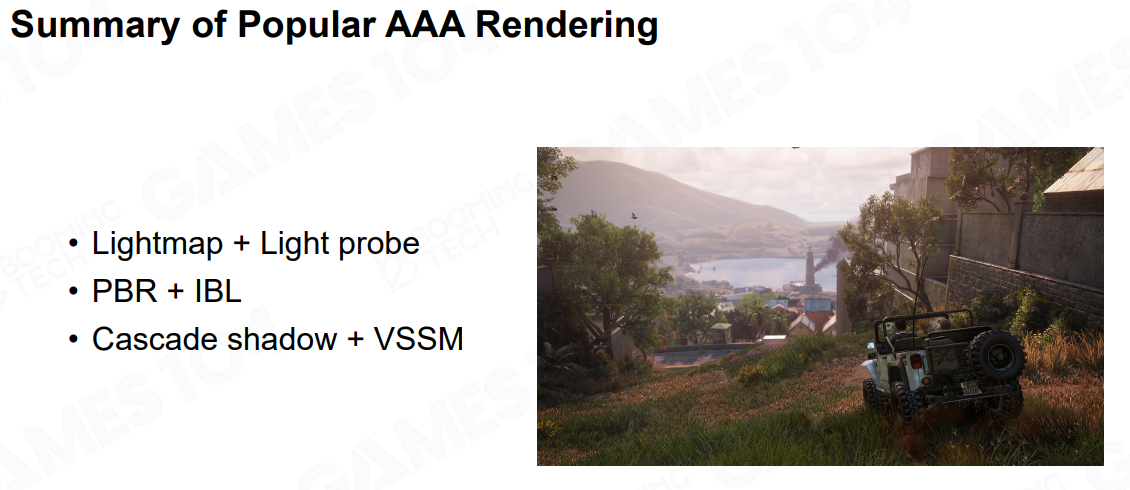 Summary of Popular AAA Rendering
• Lightmap + Light probe
• PBR + IBL
• Cascade shadow + VSSM
GAMES104
BOOMING
TECH